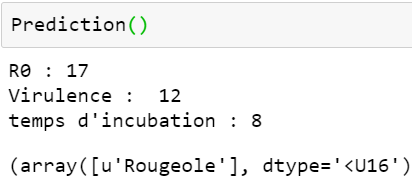 Prediction()
R0 : 17
Virulence :  12
temps d'incubation : 8
(array([u'Rougeole'], dtype='<U16')